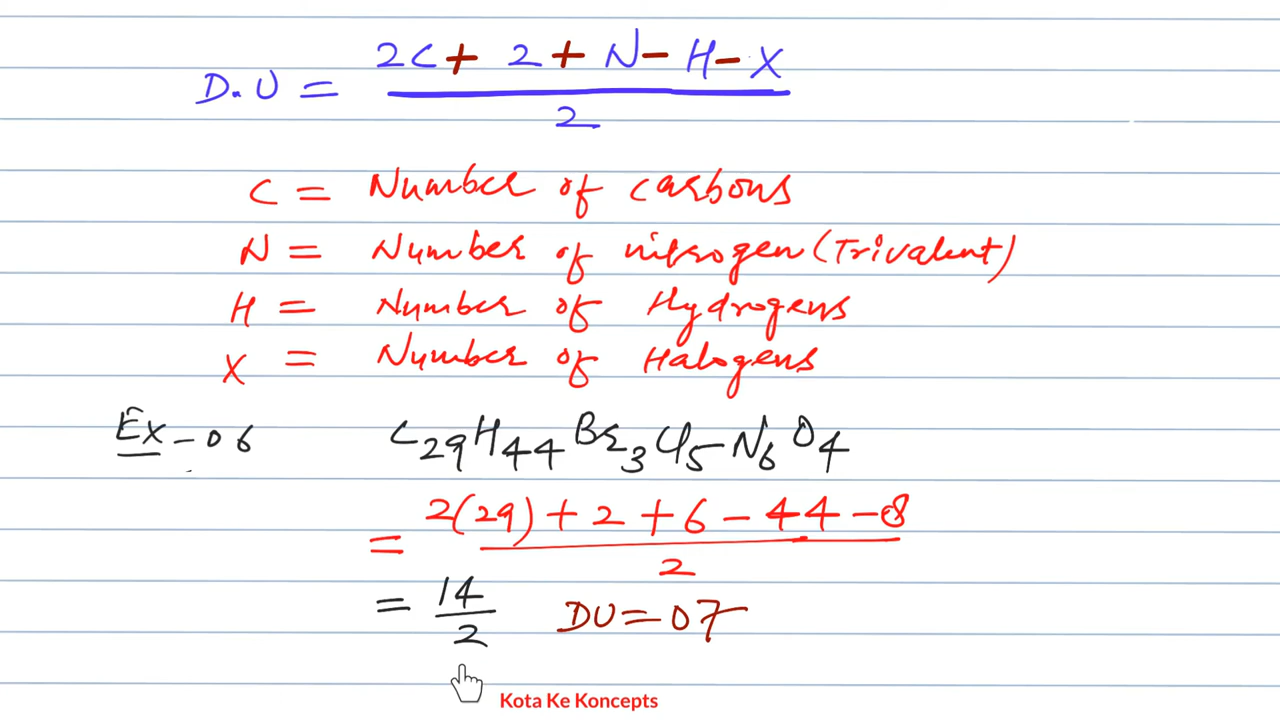 D.U = (2C + 2 + N - H - X) / 2
C = Number of carbons
N = Number of nitrogen (Trivalent)
H = Number of Hydrogens
X = Number of Halogens
Ex - 06 C29H44Br3Cl5N6O4
= (2(29) + 2 + 6 - 44 - 8) / 2
= 14/2 DU = 07
Kota Ke Koncepts